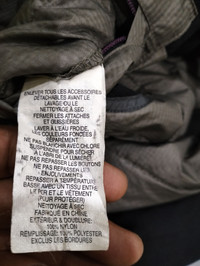 ENLEVER TOUS LES ACCESSOIRES
DÉTACHABLES AVANT LE
LAVAGE OU LE
NETTOYAGE À SEC
FERMER LES ATTACHES
ET GLISSIÈRES
LAVER À L'EAU FROIDE,
LES COULEURS FONCÉES À
SÉPARÉMENT
NE PAS BLANCHIR AVEC CHLORE
SUSPENDRE POUR SÉCHER
À L'ABRI DE LA LUMIÈRE
NE PAS REPASSER LES BOUTONS
NE PAS REPASSER LES
ENJOLIVEMENTS
REPASSER À TEMPÉRATURE
BASSE AVEC UN TISSU ENTRE
LE FER ET LE VÊTEMENT
(POUR PROTÉGER)
NETTOYAGE À SEC
FABRIQUÉ EN CHINE
EXTÉRIEUR & DOUBLURE:
100% NYLON
REMPLISSAGE: 100% POLYESTER
EXCLUS LES BORDURES